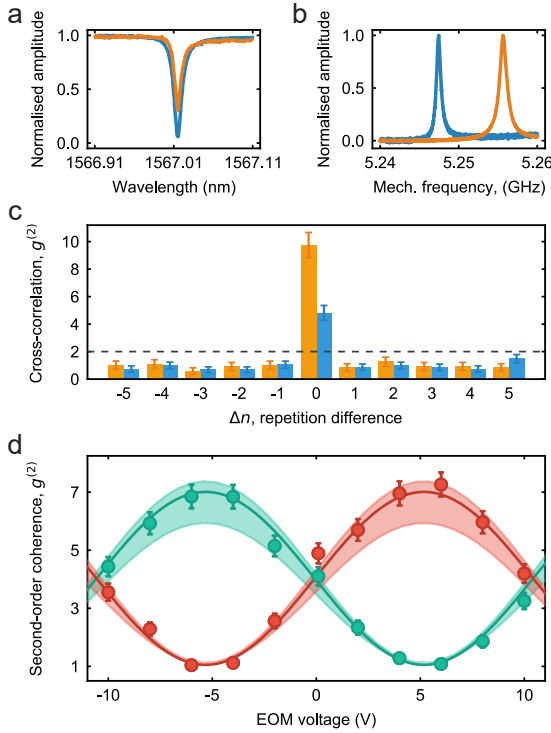 a
Normalised amplitude
1.0
0.5
0.0
1566.91 1567.01 1567.11
Wavelength (nm)
b
Normalised amplitude
1.0
0.5
0.0
5.24 5.25 5.26
Mech. frequency, (GHz)
c
Cross-correlation, g⁽²⁾
10
8
6
4
2
0
-5 -4 -3 -2 -1 0 1 2 3 4 5
Δn, repetition difference
d
Second-order coherence, g⁽²⁾
7
5
3
1
-10 -5 0 5 10
EOM voltage (V)